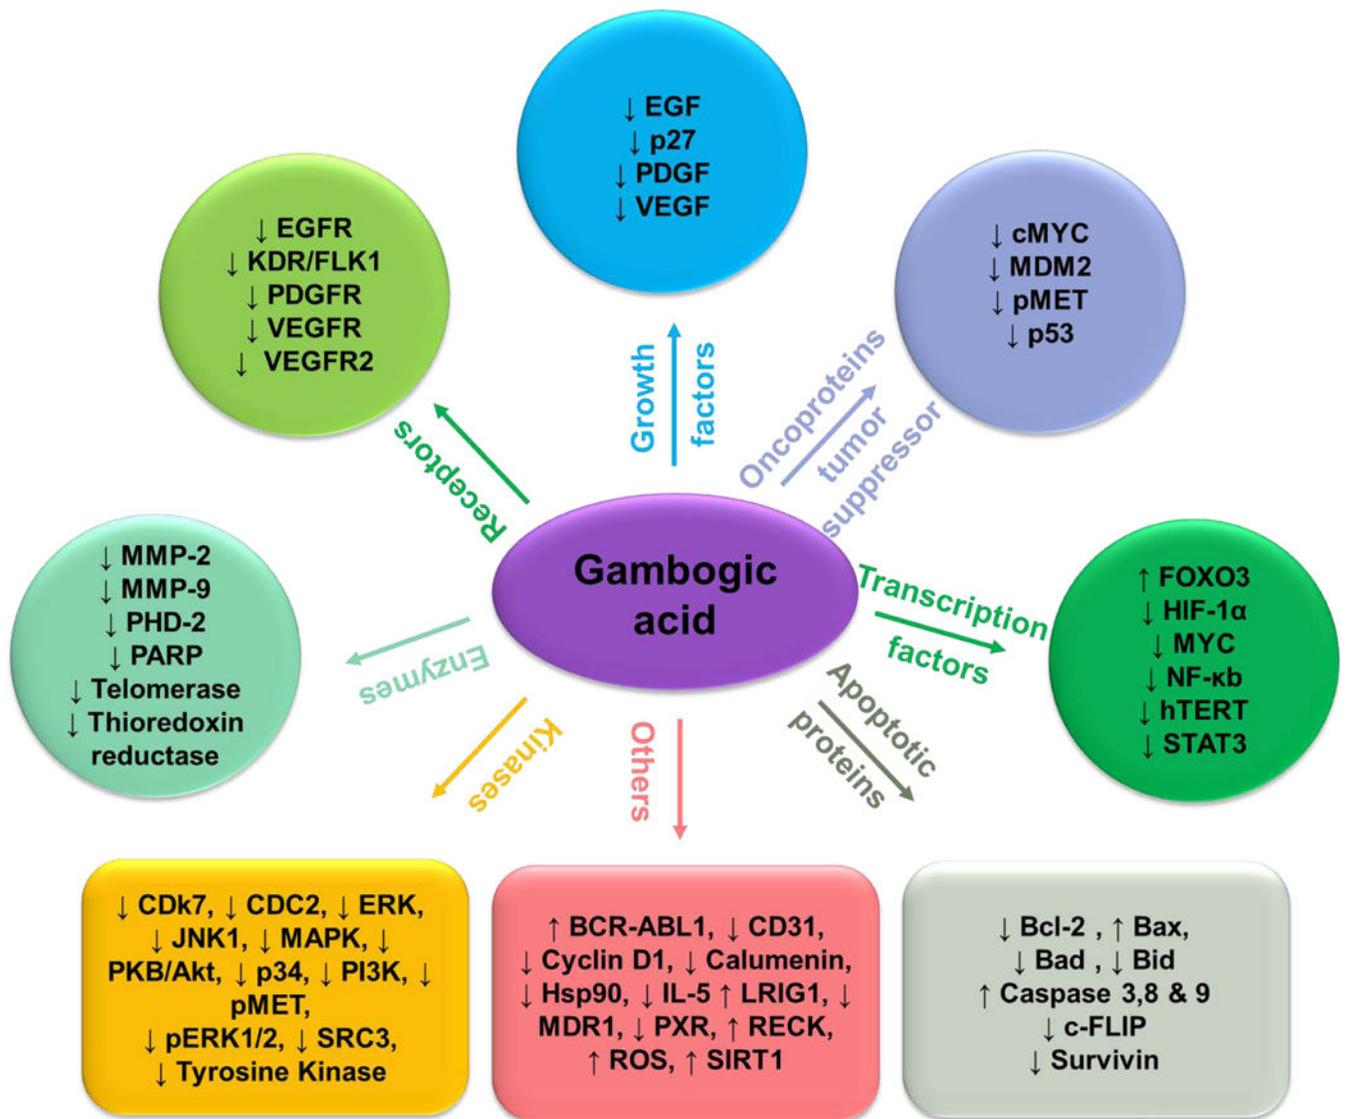 ↓ EGF
↓ p27
↓ PDGF
↓ VEGF
↓ EGFR
↓ KDR/FLK1
↓ PDGFR
↓ VEGFR
↓ VEGFR2
↓ cMYC
↓ MDM2
↓ pMET
↓ p53
Growth
factors
Oncoproteins
tumor
suppressor
Receptors
Gambogic
acid
Transcription
factors
↑ FOXO3
↓ HIF-1α
↓ MYC
↓ NF-κb
↓ hTERT
↓ STAT3
↓ MMP-2
↓ MMP-9
↓ PHD-2
↓ PARP
↓ Telomerase
↓ Thioredoxin
reductase
Enzymes
Kinases
Others
Apoptotic
proteins
↓ CDk7, ↓ CDC2, ↓ ERK,
↓ JNK1, ↓ MAPK, ↓
PKB/Akt, ↓ p34, ↓ PI3K, ↓
pMET,
↓ pERK1/2, ↓ SRC3,
↓ Tyrosine Kinase
↑ BCR-ABL1, ↓ CD31,
↓ Cyclin D1, ↓ Calumenin,
↓ Hsp90, ↓ IL-5 ↑ LRIG1, ↓
MDR1, ↓ PXR, ↑ RECK,
↑ ROS, ↑ SIRT1
↓ Bcl-2 , ↑ Bax,
↓ Bad , ↓ Bid
↑ Caspase 3,8 & 9
↓ c-FLIP
↓ Survivin